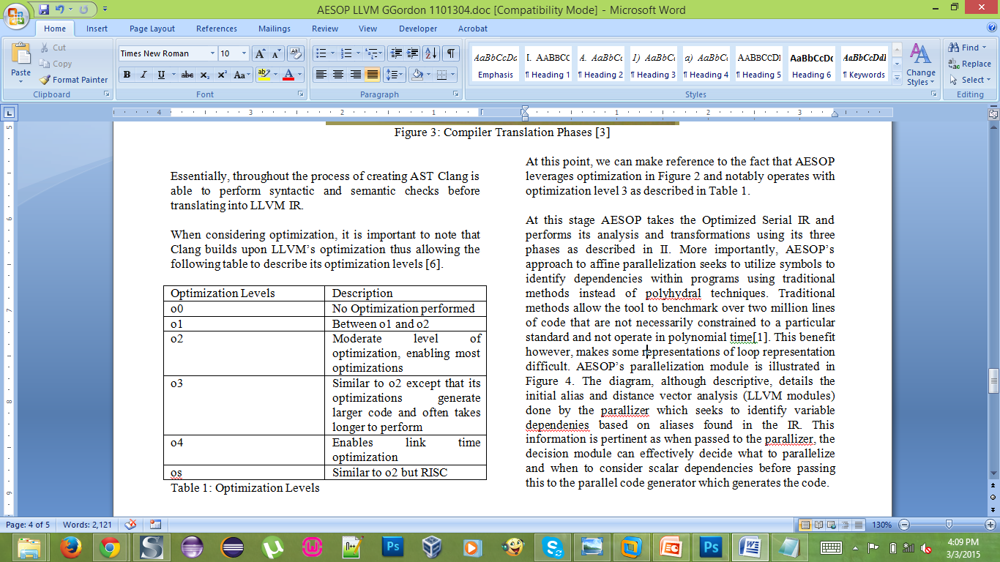 AESOP LLVM GGordon 1101304.doc [Compatibility Mode] - Microsoft Word
Home Insert Page Layout References Mailings Review View Developer Acrobat
Paste
Cut
Copy
Format Painter
Clipboard
Times New Roman 10
Font
Paragraph
AaBbCcDc I. AABBCC A. AaBbCc 1) AaBbCc a) AaBbCc AABBCCDI AaBbCcDc AaBbCcDdl
Emphasis ¶ Heading 1 ¶ Heading 2 ¶ Heading 3 ¶ Heading 4 ¶ Heading 5 Heading 6 ¶ Keywords
Change
Styles
Styles
Find
Replace
Select
Editing
4 3 2 1 1 2 3
Figure 3: Compiler Translation Phases [3]
Essentially, throughout the process of creating AST Clang is
able to perform syntactic and semantic checks before
translating into LLVM IR.
When considering optimization, it is important to note that
Clang builds upon LLVM’s optimization thus allowing the
following table to describe its optimization levels [6].
Optimization Levels Description
o0 No Optimization performed
o1 Between o1 and o2
o2 Moderate level of
optimization, enabling most
optimizations
o3 Similar to o2 except that its
optimizations generate
larger code and often takes
longer to perform
o4 Enables link time
optimization
os Similar to o2 but RISC
Table 1: Optimization Levels
At this point, we can make reference to the fact that AESOP
leverages optimization in Figure 2 and notably operates with
optimization level 3 as described in Table 1.
At this stage AESOP takes the Optimized Serial IR and
performs its analysis and transformations using its three
phases as described in II. More importantly, AESOP’s
approach to affine parallelization seeks to utilize symbols to
identify dependencies within programs using traditional
methods instead of polyhydral techniques. Traditional
methods allow the tool to benchmark over two million lines
of code that are not necessarily constrained to a particular
standard and not operate in polynomial time[1]. This benefit
however, makes some representations of loop representation
difficult. AESOP’s parallelization module is illustrated in
Figure 4. The diagram, although descriptive, details the
initial alias and distance vector analysis (LLVM modules)
done by the parallizer which seeks to identify variable
dependenies based on aliases found in the IR. This
information is pertinent as when passed to the parallizer, the
decision module can effectively decide what to parallelize
and when to consider scalar dependencies before passing
this to the parallel code generator which generates the code.
Page: 4 of 5 Words: 2,121 130%
4:09 PM
3/3/2015